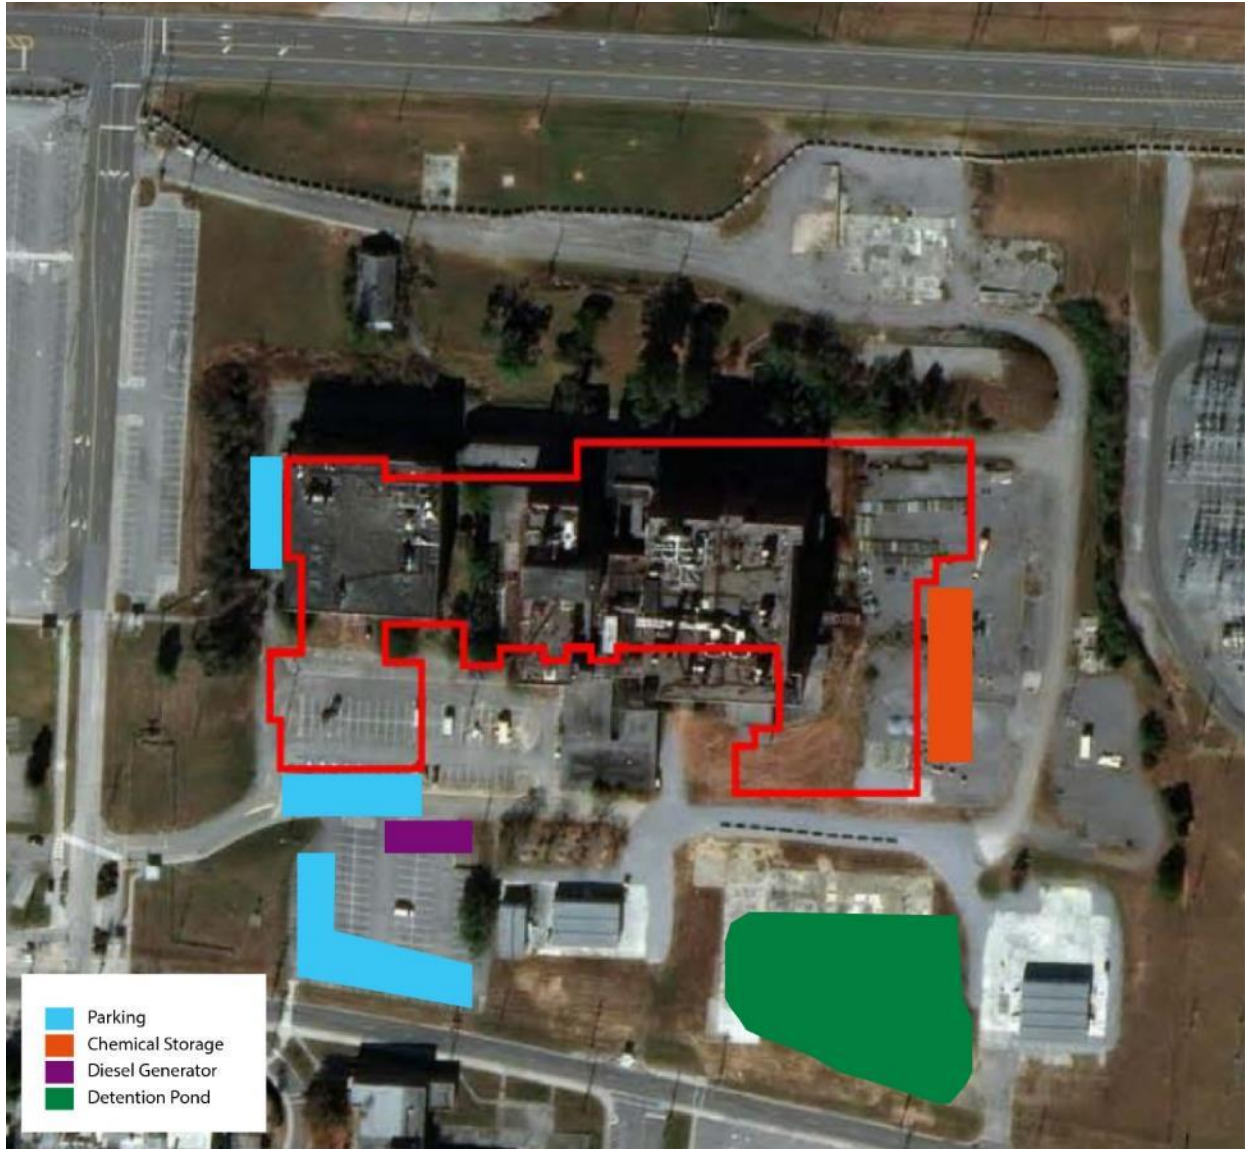 Parking
Chemical Storage
Diesel Generator
Detention Pond